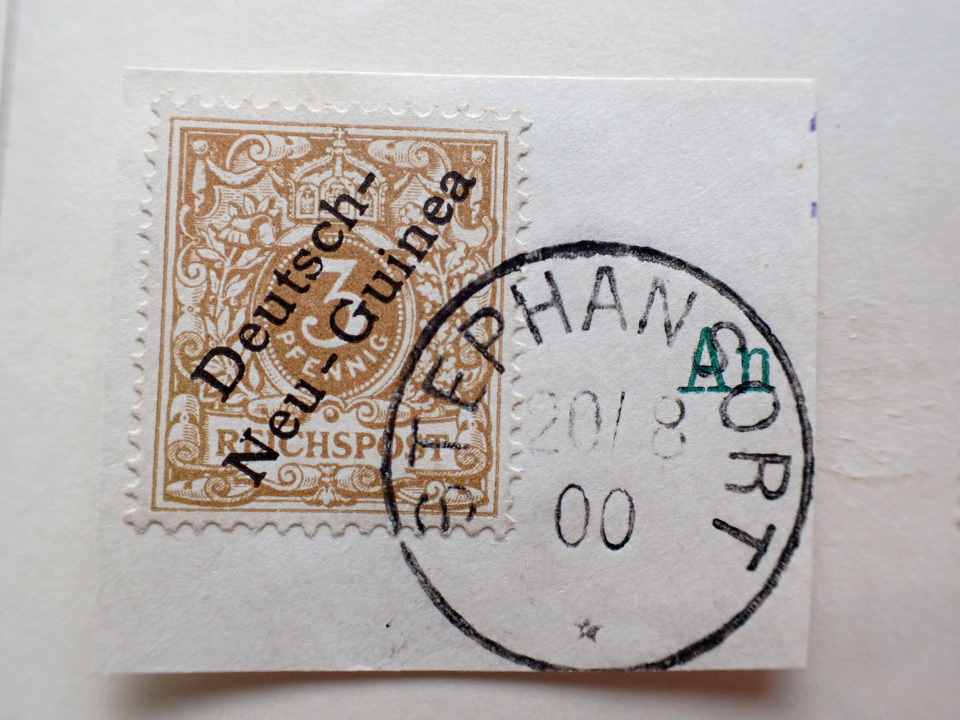 Deutsch-
Neu-Guinea
3
PFENNIG
REICHSPOST
STEPHANSORT
An
20/8
00